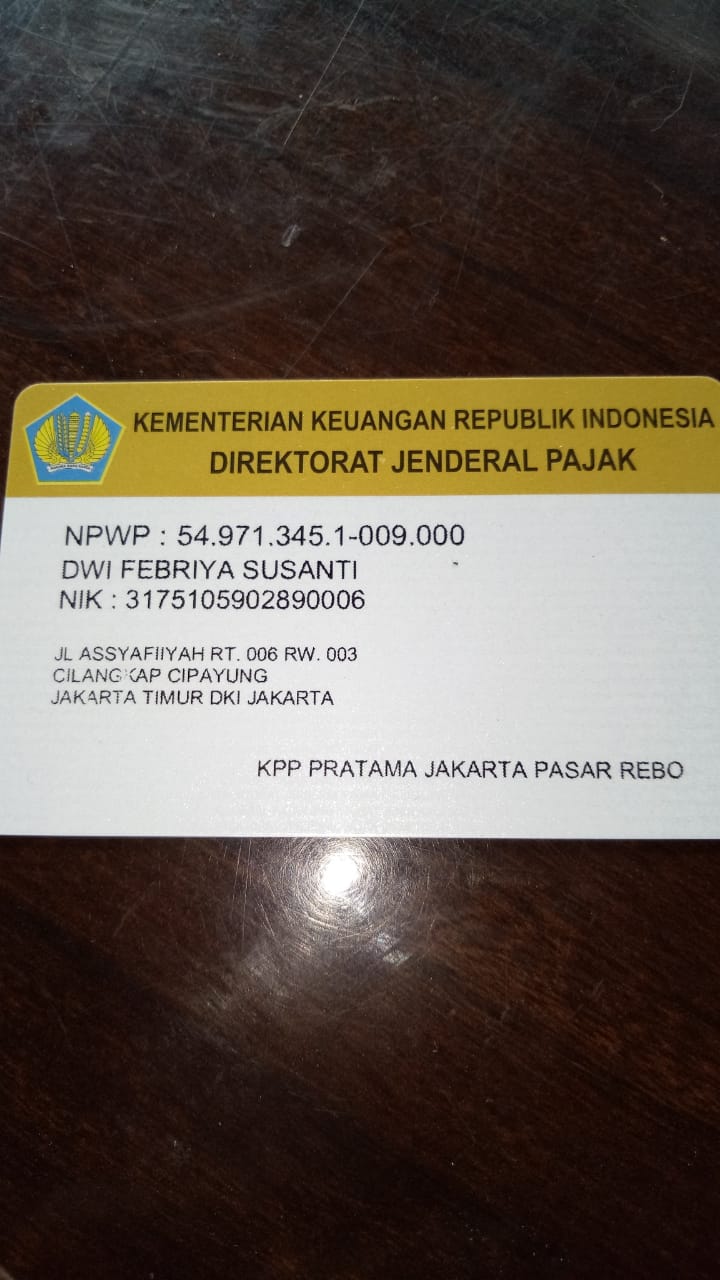 KEMENTERIAN KEUANGAN REPUBLIK INDONESIA
DIREKTORAT JENDERAL PAJAK
NPWP : 54.971.345.1-009.000
DWI FEBRIYA SUSANTI
NIK : 3175105902890006
JL ASSYAFIIYAH RT. 006 RW. 003
CILANGKAP CIPAYUNG
JAKARTA TIMUR DKI JAKARTA
KPP PRATAMA JAKARTA PASAR REBO